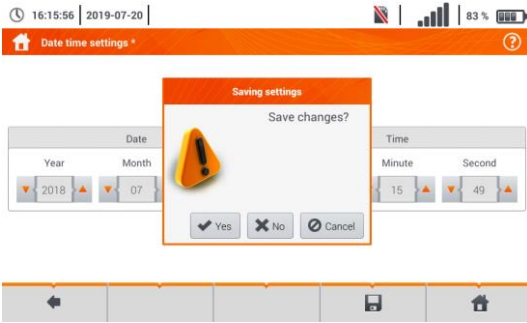 16:15:56 2019-07-20 83 %
Date time settings *
Saving settings
Save changes?
Date Time
Year Month Minute Second
2018 07 15 49
Yes No Cancel